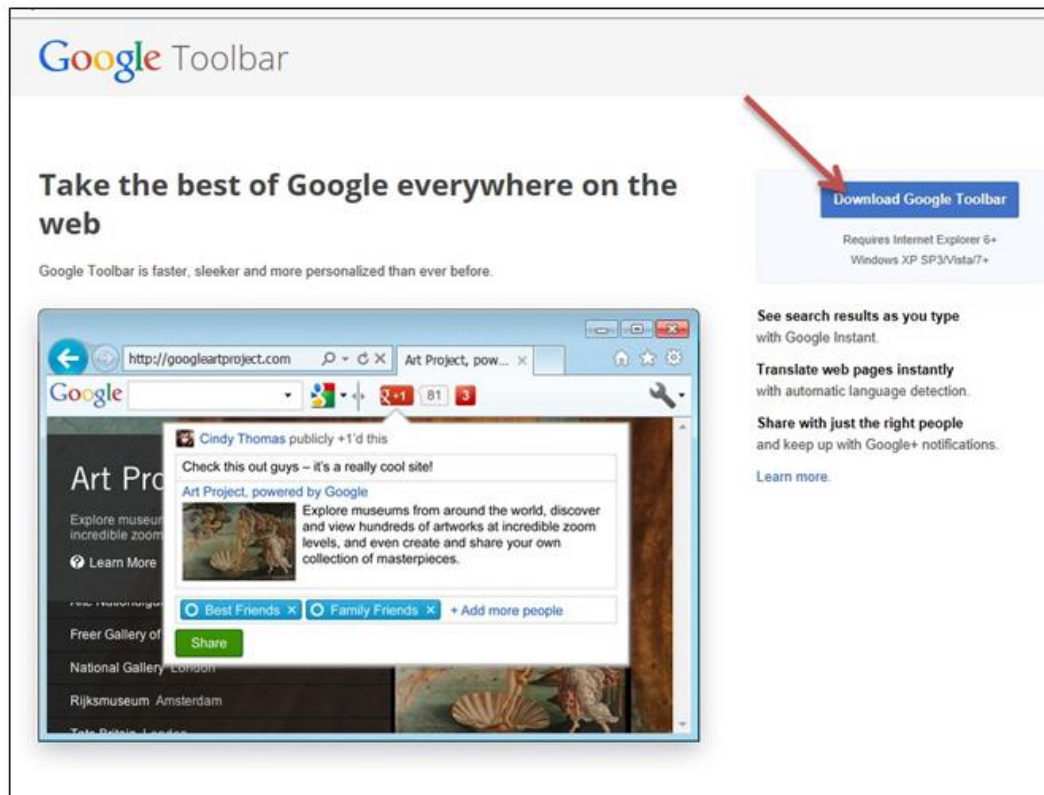 Google Toolbar
Take the best of Google everywhere on the
web
Google Toolbar is faster, sleeker and more personalized than ever before.
Download Google Toolbar
Requires Internet Explorer 6+
Windows XP SP3/Vista/7+
See search results as you type
with Google Instant.
Translate web pages instantly
with automatic language detection.
Share with just the right people
and keep up with Google+ notifications.
Learn more.
http://googleartproject.com
Art Project, pow...
Google
g+1 81 3
Cindy Thomas publicly +1'd this
Check this out guys – it's a really cool site!
Art Project, powered by Google
Explore museums from around the world, discover
and view hundreds of artworks at incredible zoom
levels, and even create and share your own
collection of masterpieces.
Best Friends × Family Friends × + Add more people
Share
Art Pro
Explore museum
incredible zoom
Learn More
Freer Gallery of
National Gallery London
Rijksmuseum Amsterdam
Tate Britain London